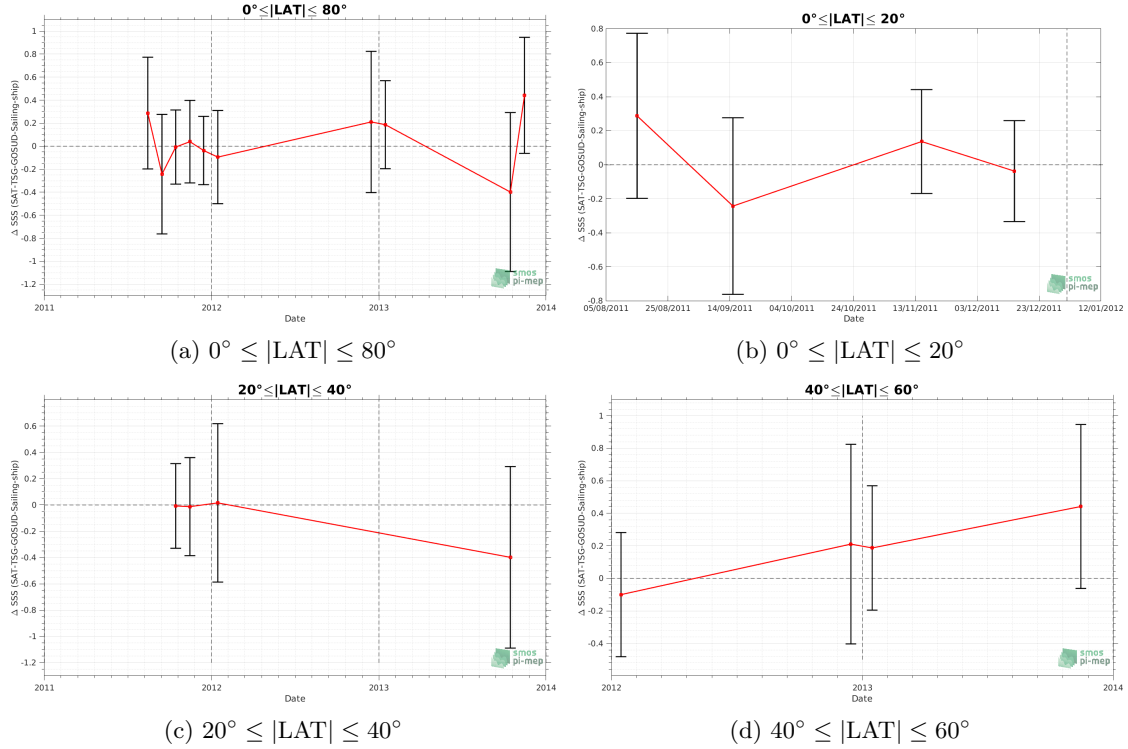 0°≤|LAT|≤ 80°
1
0.8
0.6
0.4
0.2
0
-0.2
-0.4
-0.6
-0.8
-1
-1.2
Δ SSS (SAT-TSG-GOSUD-Sailing-ship)
2011
2012
2013
2014
Date
smos
pi-mep
(a) 0° ≤ |LAT| ≤ 80°
0°≤|LAT|≤ 20°
0.8
0.6
0.4
0.2
0
-0.2
-0.4
-0.6
-0.8
Δ SSS (SAT-TSG-GOSUD-Sailing-ship)
05/08/2011
25/08/2011
14/09/2011
04/10/2011
24/10/2011
13/11/2011
03/12/2011
23/12/2011
12/01/2012
Date
smos
pi-mep
(b) 0° ≤ |LAT| ≤ 20°
20°≤|LAT|≤ 40°
0.6
0.4
0.2
0
-0.2
-0.4
-0.6
-0.8
-1
-1.2
Δ SSS (SAT-TSG-GOSUD-Sailing-ship)
2011
2012
2013
2014
Date
smos
pi-mep
(c) 20° ≤ |LAT| ≤ 40°
40°≤|LAT|≤ 60°
1
0.8
0.6
0.4
0.2
0
-0.2
-0.4
Δ SSS (SAT-TSG-GOSUD-Sailing-ship)
2012
2013
2014
Date
smos
pi-mep
(d) 40° ≤ |LAT| ≤ 60°